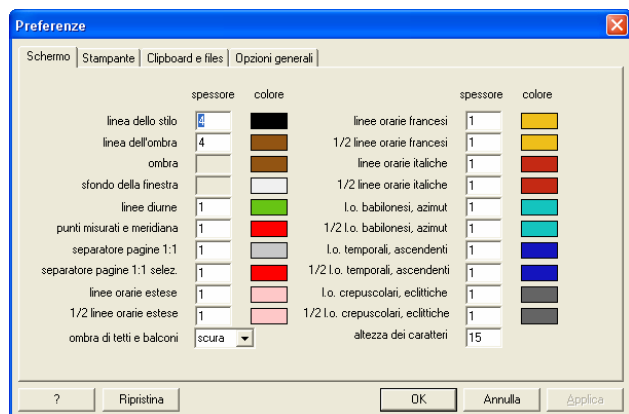 Preferenze
Schermo Stampante Clipboard e files Opzioni generali
spessore colore spessore colore
linea dello stilo 4 linee orarie francesi 1
linea dell'ombra 4 1/2 linee orarie francesi 1
ombra linee orarie italiche 1
sfondo della finestra 1/2 linee orarie italiche 1
linee diurne 1 l.o. babilonesi, azimut 1
punti misurati e meridiana 1 1/2 l.o. babilonesi, azimut 1
separatore pagine 1:1 1 l.o. temporali, ascendenti 1
separatore pagine 1:1 selez. 1 1/2 l.o. temporali, ascendenti 1
linee orarie estese 1 l.o. crepuscolari, eclittiche 1
1/2 linee orarie estese 1 1/2 l.o. crepuscolari, eclittiche 1
ombra di tetti e balconi scura altezza dei caratteri 15
? Ripristina OK Annulla Applica